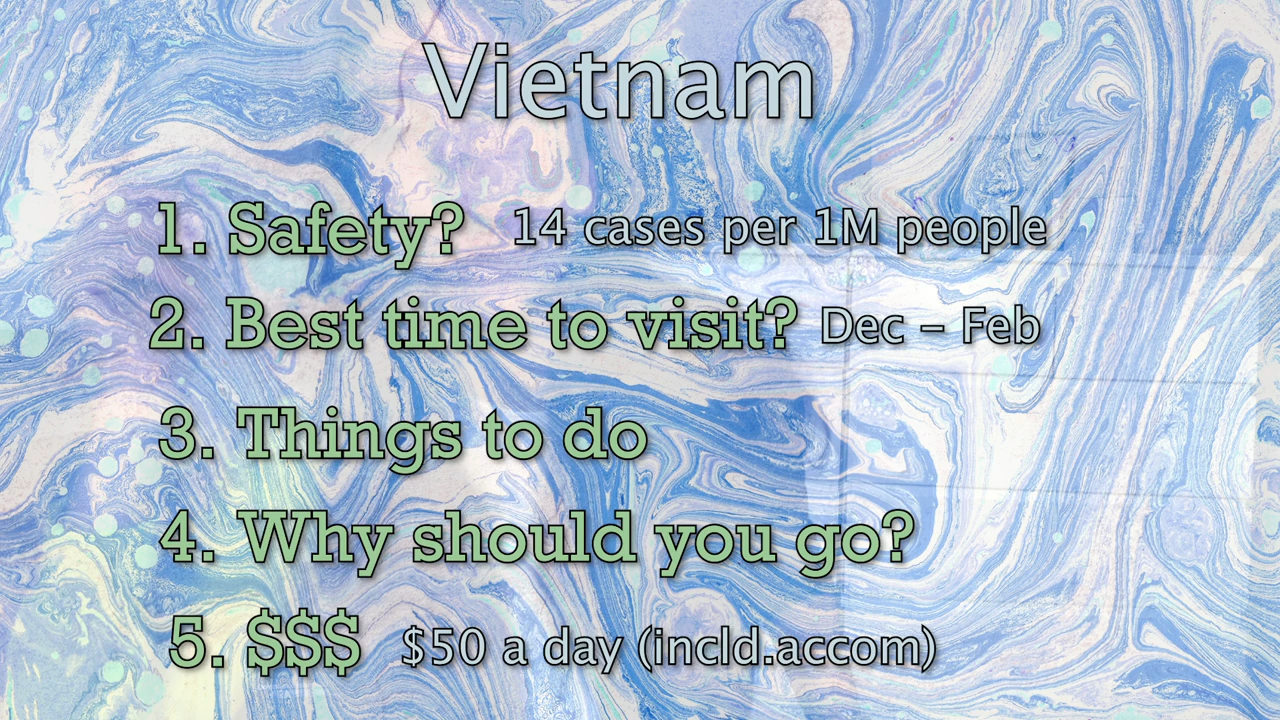 Vietnam
1. Safety? 14 cases per 1M people
2. Best time to visit? Dec – Feb
3. Things to do
4. Why should you go?
5. $$$ $50 a day (incld.accom)